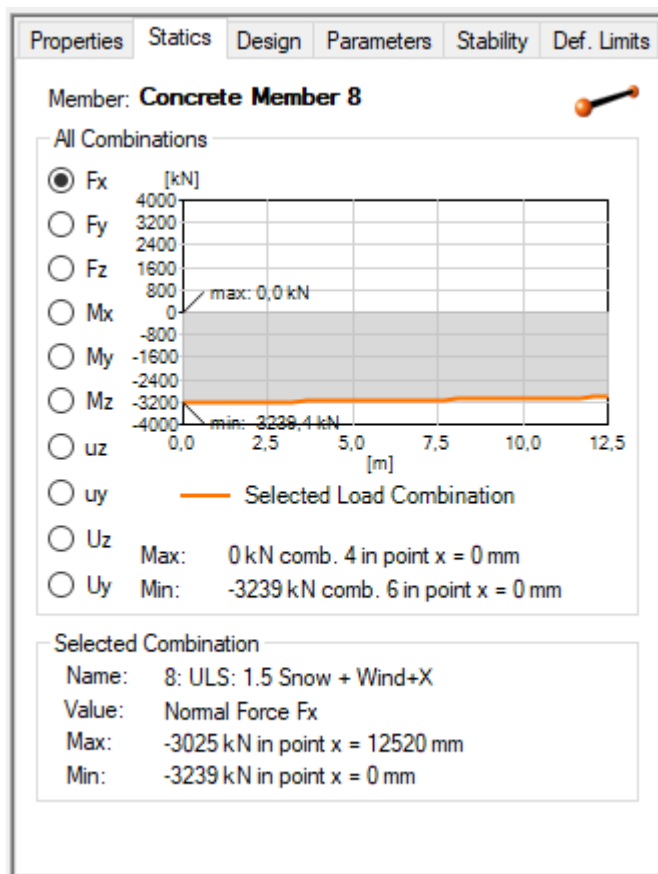 Properties Statics Design Parameters Stability Def. Limits
Member: Concrete Member 8
All Combinations
Fx
Fy
Fz
Mx
My
Mz
uz
uy
Uz
Uy
[kN]
4000
3200
2400
1600
800
0
-800
-1600
-2400
-3200
-4000
max: 0,0 kN
min: -3239,4 kN
0,0 2,5 5,0 7,5 10,0 12,5
[m]
Selected Load Combination
Max: 0 kN comb. 4 in point x = 0 mm
Min: -3239 kN comb. 6 in point x = 0 mm
Selected Combination
Name: 8: ULS: 1.5 Snow + Wind+X
Value: Normal Force Fx
Max: -3025 kN in point x = 12520 mm
Min: -3239 kN in point x = 0 mm